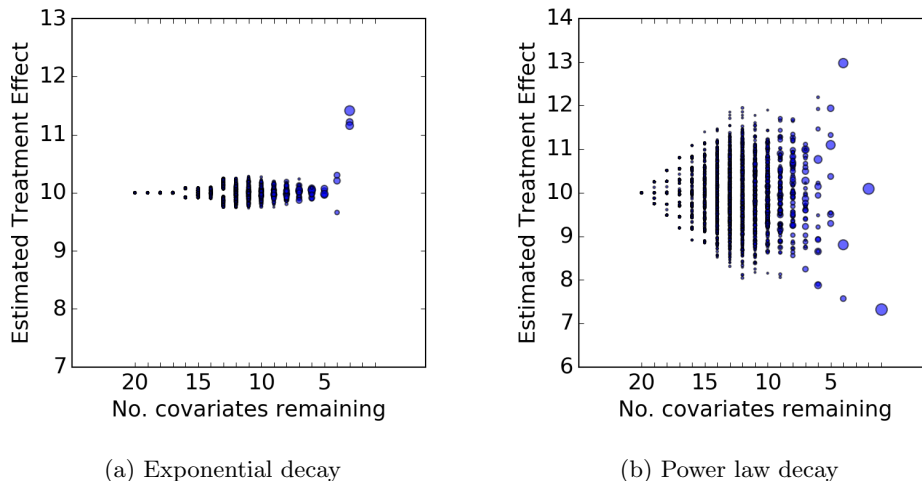 13
12
11
10
9
8
7
Estimated Treatment Effect
20 15 10 5
No. covariates remaining
(a) Exponential decay
14
13
12
11
10
9
8
7
6
Estimated Treatment Effect
20 15 10 5
No. covariates remaining
(b) Power law decay